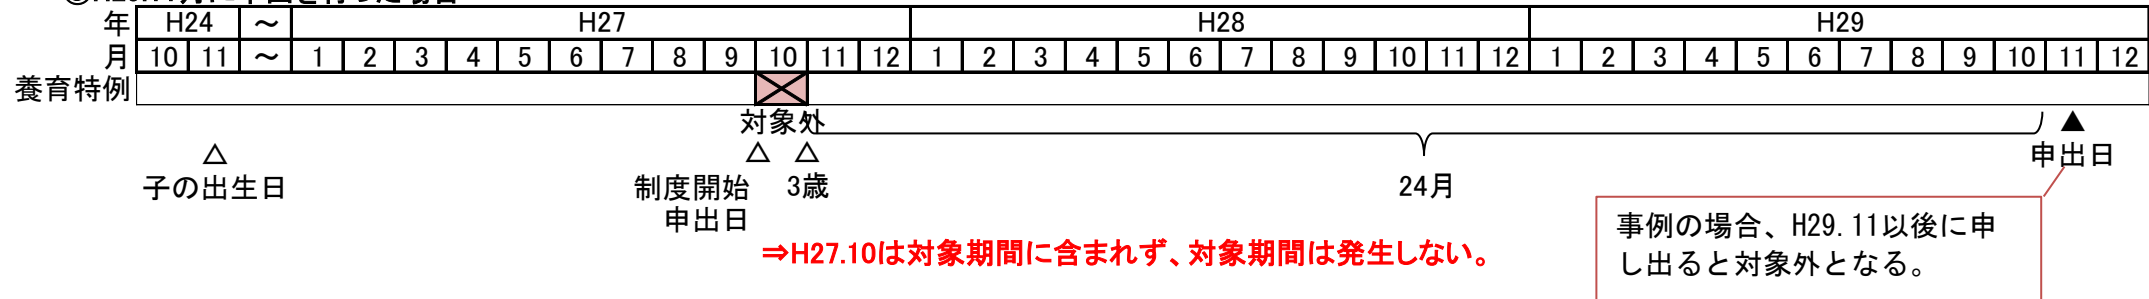 年 H24 ～ H27 H28 H29
月 10 11 ～ 1 2 3 4 5 6 7 8 9 10 11 12 1 2 3 4 5 6 7 8 9 10 11 12 1 2 3 4 5 6 7 8 9 10 11 12
養育特例
対象外
△ △ △ ▲
子の出生日 制度開始 3歳 24月 申出日
申出日
⇒H27.10は対象期間に含まれず、対象期間は発生しない。
事例の場合、H29.11以後に申
し出ると対象外となる。